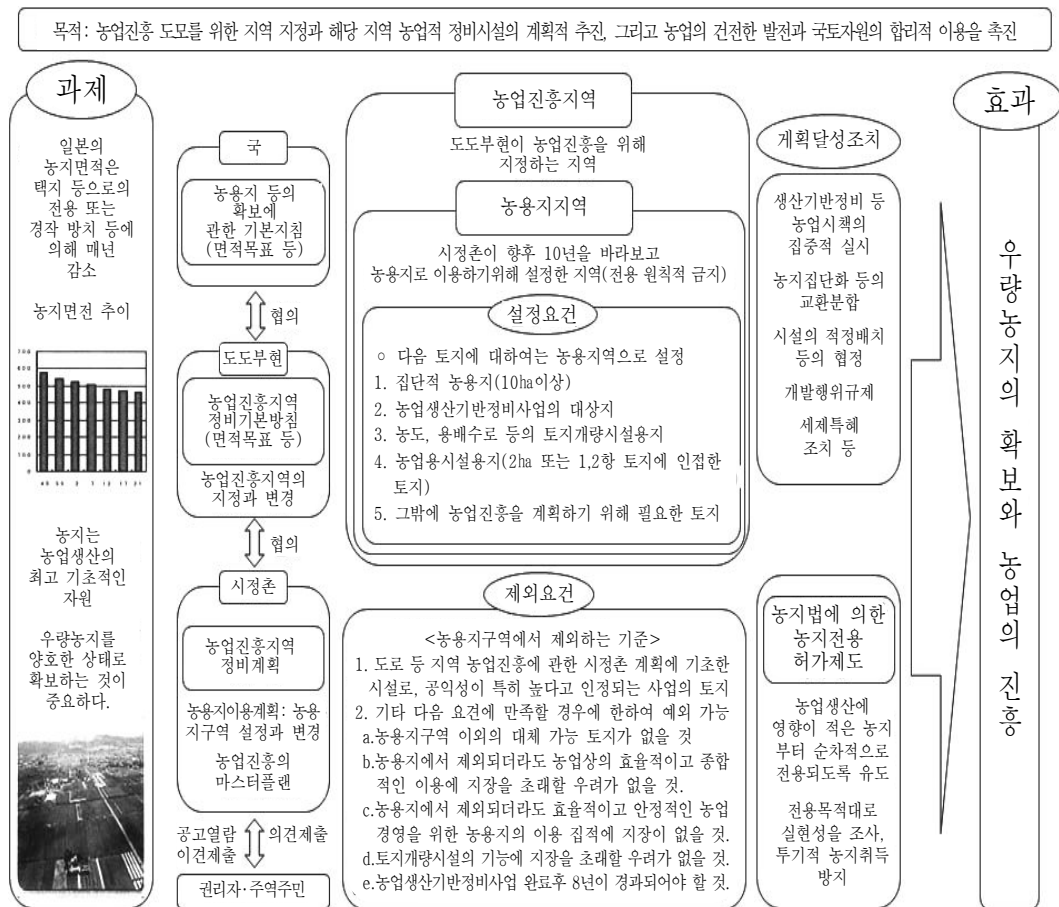 목적: 농업진흥 도모를 위한 지역 지정과 해당 지역 농업적 정비시설의 계획적 추진, 그리고 농업의 건전한 발전과 국토자원의 합리적 이용을 촉진
과제
일본의
농지면적은
택지 등으로의
전용 또는
경작 방치 등에
의해 매년
감소
농지면전 추이
700
600
500
400
300
200
100
0
농지는
농업생산의
최고 기초적인
자원
우량농지를
양호한 상태로
확보하는 것이
중요하다.
국
농용지 등의
확보에
관한 기본지침
(면적목표 등)
협의
도도부현
농업진흥지역
정비기본방침
(면적목표 등)
농업진흥지역의
지정과 변경
협의
시정촌
농업진흥지역
정비계획
농용지이용계획: 농용
지구역 설정과 변경
농업진흥의
마스터플랜
공고열람
이견제출
의견제출
권리자·주역주민
농업진흥지역
도도부현이 농업진흥을 위해
지정하는 지역
농용지지역
시정촌이 향후 10년을 바라보고
농용지로 이용하기위해 설정한 지역(전용 원칙적 금지)
설정요건
○ 다음 토지에 대하여는 농용지역으로 설정
1. 집단적 농용지(10ha이상)
2. 농업생산기반정비사업의 대상지
3. 농도, 용배수로 등의 토지개량시설용지
4. 농업용시설용지(2ha 또는 1,2항 토지에 인접한
토지)
5. 그밖에 농업진흥을 계획하기 위해 필요한 토지
제외요건
<농용지구역에서 제외하는 기준>
1. 도로 등 지역 농업진흥에 관한 시정촌 계획에 기초한
시설로, 공익성이 특히 높다고 인정되는 사업의 토지
2. 기타 다음 요견에 만족할 경우에 한하여 예외 가능
a.농용지구역 이외의 대체 가능 토지가 없을 것
b.농용지에서 제외되더라도 농업상의 효율적이고 종합
적인 이용에 지장을 초래할 우려가 없을 것.
c.농용지에서 제외되더라도 효율적이고 안정적인 농업
경영을 위한 농용지의 이용 집적에 지장이 없을 것.
d.토지개량시설의 기능에 지장을 초래할 우려가 없을 것.
e.농업생산기반정비사업 완료후 8년이 경과되어야 할 것.
게획달성조치
생산기반정비 등
농업시책의
집중적 실시
농지집단화 등의
교환분합
시설의 적정배치
등의 협정
개발행위규제
세제특혜
조치 등
농지법에 의한
농지전용
허가제도
농업생산에
영향이 적은 농지
부터 순차적으로
전용되도록 유도
전용목적대로
실현성을 조사,
투기적 농지취득
방지
효과
우량농지의 확보와 농업의 진흥